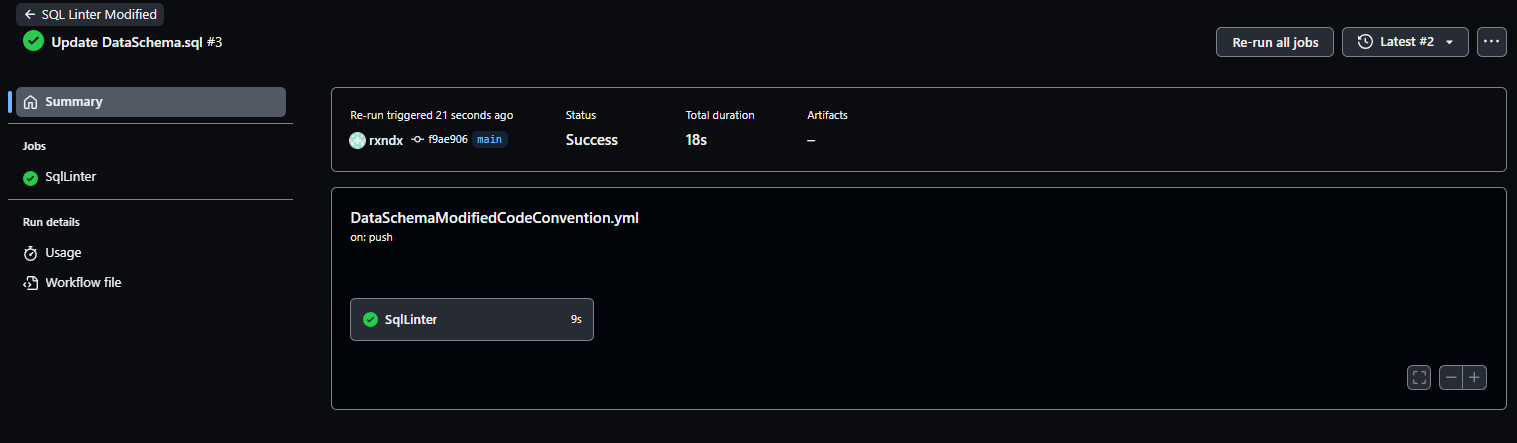 SQL Linter Modified
Update DataSchema.sql #3
Re-run all jobs
Latest #2
Summary
Jobs
SqlLinter
Run details
Usage
Workflow file
Re-run triggered 21 seconds ago
rxndx f9ae906 main
Status
Success
Total duration
18s
Artifacts
–
DataSchemaModifiedCodeConvention.yml
on: push
SqlLinter 9s